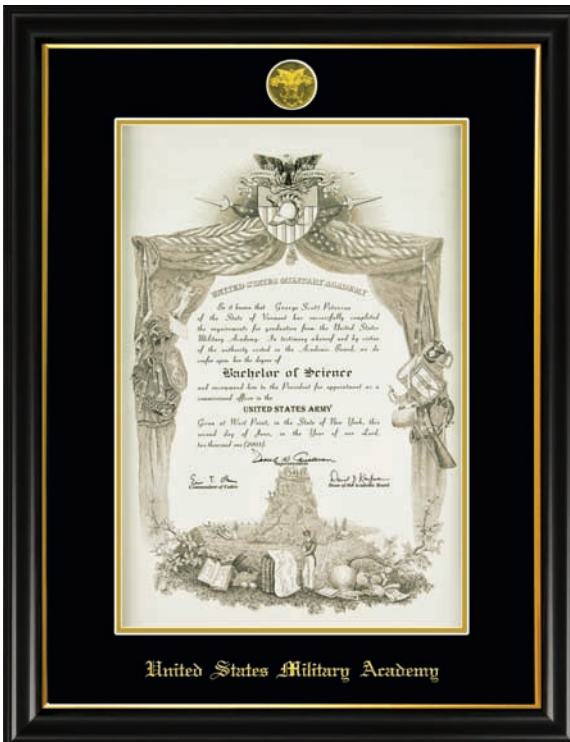 UNITED STATES MILITARY ACADEMY
Be it known that George Scott Petersen
of the State of Vermont has successfully completed
the requirements for graduation from the United States
Military Academy. In testimony whereof and by virtue
of the authority vested in the Academic Board, we do
confer upon him the degree of
Bachelor of Science
and recommend him to the President for appointment as a
commissioned officer in the
UNITED STATES ARMY
Given at West Point, in the State of New York, this
second day of June, in the Year of our Lord,
two thousand one (2001).
Superintendent
Commandant of Cadets
Dean of the Academic Board
United States Military Academy